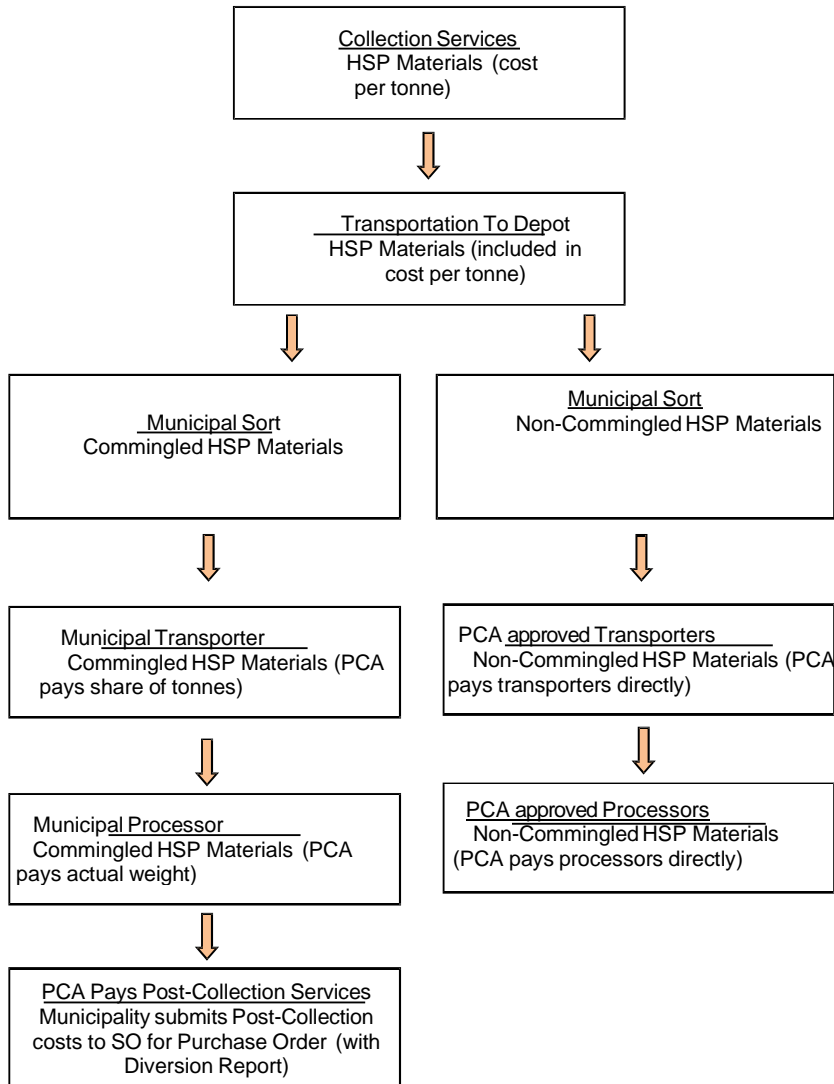 Collection Services
HSP Materials (cost
per tonne)
Transportation To Depot
HSP Materials (included in
cost per tonne)
Municipal Sort
Commingled HSP Materials
Municipal Sort
Non-Commingled HSP Materials
Municipal Transporter
Commingled HSP Materials (PCA
pays share of tonnes)
PCA approved Transporters
Non-Commingled HSP Materials (PCA
pays transporters directly)
Municipal Processor
Commingled HSP Materials (PCA
pays actual weight)
PCA approved Processors
Non-Commingled HSP Materials
(PCA pays processors directly)
PCA Pays Post-Collection Services
Municipality submits Post-Collection
costs to SO for Purchase Order (with
Diversion Report)